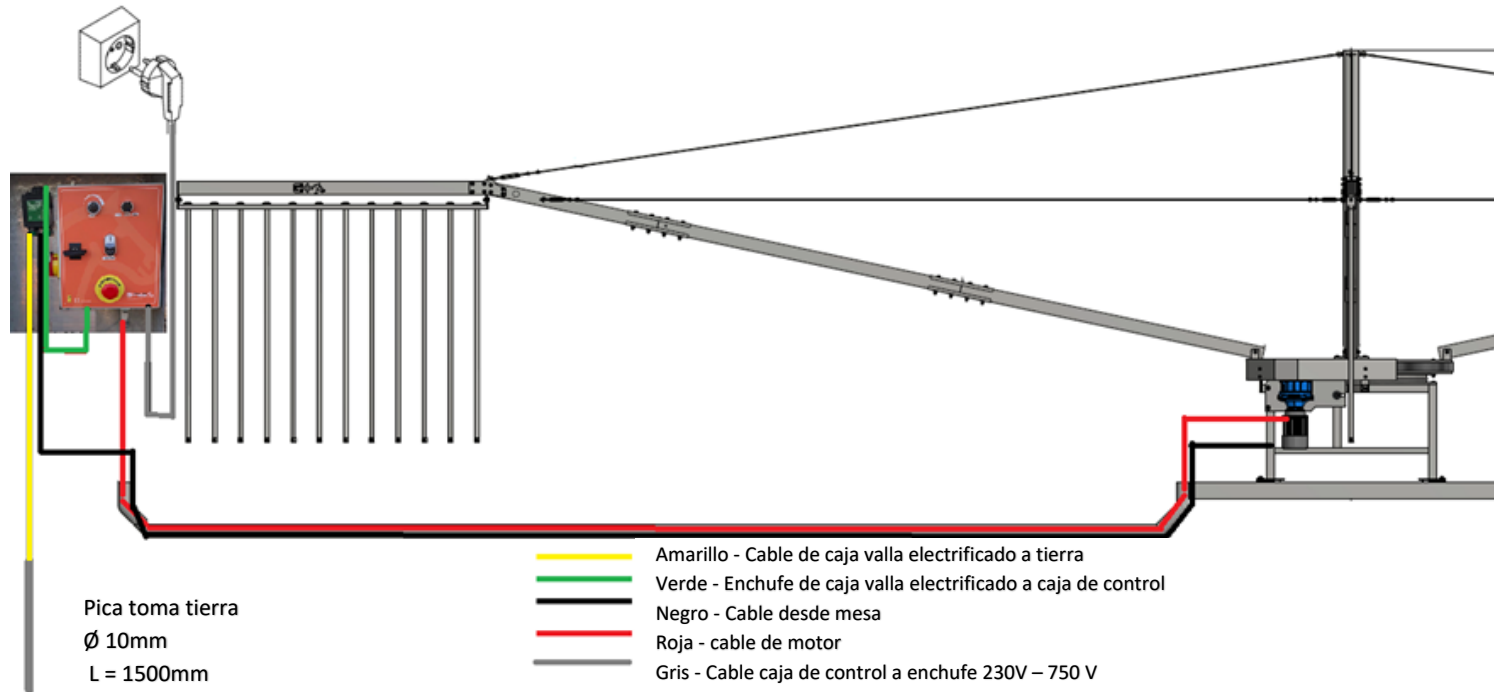 Amarillo - Cable de caja valla electrificado a tierra
Verde - Enchufe de caja valla electrificado a caja de control
Negro - Cable desde mesa
Roja - cable de motor
Gris - Cable caja de control a enchufe 230V – 750 V
Pica toma tierra
Ø 10mm
L = 1500mm